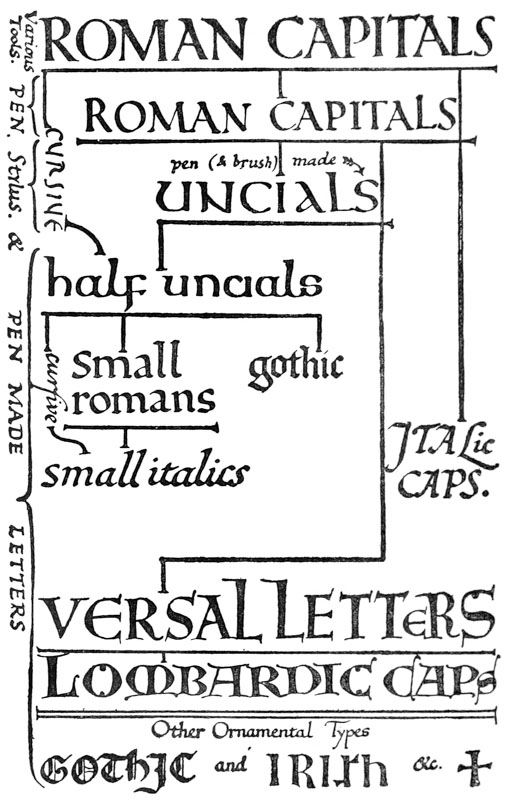 Various Tools.
ROMAN CAPITALS
PEN, Stylus. &
ROMAN CAPITALS
CURSIVE
pen (& brush) made
UNCIALS
half uncials
PEN MADE LETTERS
cursive
small
romans
gothic
small italics
ITALic
CAPS.
VERSAL LETTeRS
LOMBARDIC CAPs
Other Ornamental Types
GOTHIC and IRISh &c.